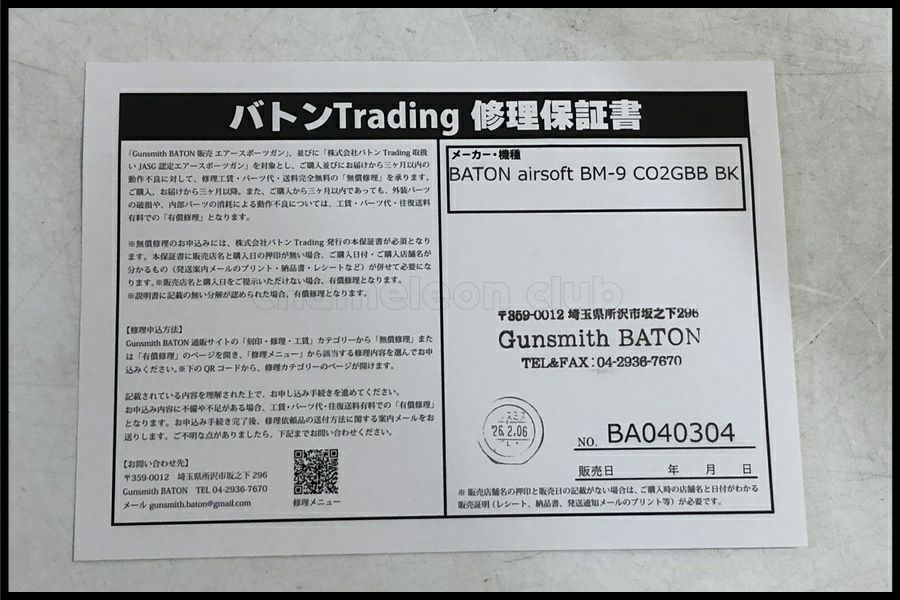 バトンTrading 修理保証書
「Gunsmith BATON 販売 エアースポーツガン」、並びに「株式会社バトン Trading 取扱
い JASG 認定エアースポーツガン」を対象とし、ご購入並びにお届けから三ヶ月以内の
動作不良に対して、修理工賃・パーツ代・送料完全無料の「無償修理」を承ります。
ご購入、お届けから三ヶ月以降。また、ご購入から三ヶ月以内であっても、外装パーツ
の破損や、内部パーツの消耗による動作不良については、工賃・パーツ代・往復送料
有料での「有償修理」となります。
※無償修理のお申込みには、株式会社バトン Trading 発行の本保証書が必須となり
ます。本保証書に販売店名と購入日の押印が無い場合、ご購入日付・ご購入店舗名が
分かるもの（発送案内メールのプリント・納品書・レシートなど）が併せて必要にな
ります。※販売店名と購入日をご提示いただけない場合、有償修理となります。
※説明書に記載の無い分解が認められた場合、有償修理となります。
【修理申込方法】
Gunsmith BATON 通販サイトの「刻印・修理・工賃」カテゴリーから「無償修理」また
は「有償修理」のページを開き、「修理メニュー」から該当する修理内容を選んでお申
込みください。※下の QR コードから、修理カテゴリーのページが開けます。
記載されている内容を理解された上で、お申し込み手続きを進めてください。
お申込み内容に不備や不足がある場合、工賃・パーツ代・往復送料有料での「有償修理」
となります。お申込み手続き完了後、修理依頼品の送付方法に関する案内メールをお
送りします。ご不明な点がありましたら、下記までお問い合わせください。
【お問い合わせ先】
〒359-0012 埼玉県所沢市坂之下 296
Gunsmith BATON TEL 04-2936-7670
メール gunsmith.baton@gmail.com
修理メニュー
メーカー・機種
BATON airsoft BM-9 CO2GBB BK
chameleon club
〒359-0012 埼玉県所沢市坂之下296
Gunsmith BATON
TEL&FAX:04-2936-7670
'26.2.06
NO. BA040304
販売日 年 月 日
※ 販売店舗名の押印と販売日の記載がない場合は、ご購入時の店舗名と日付がわかる
販売証明（レシート、納品書、発送通知メールのプリント等）が必要です。